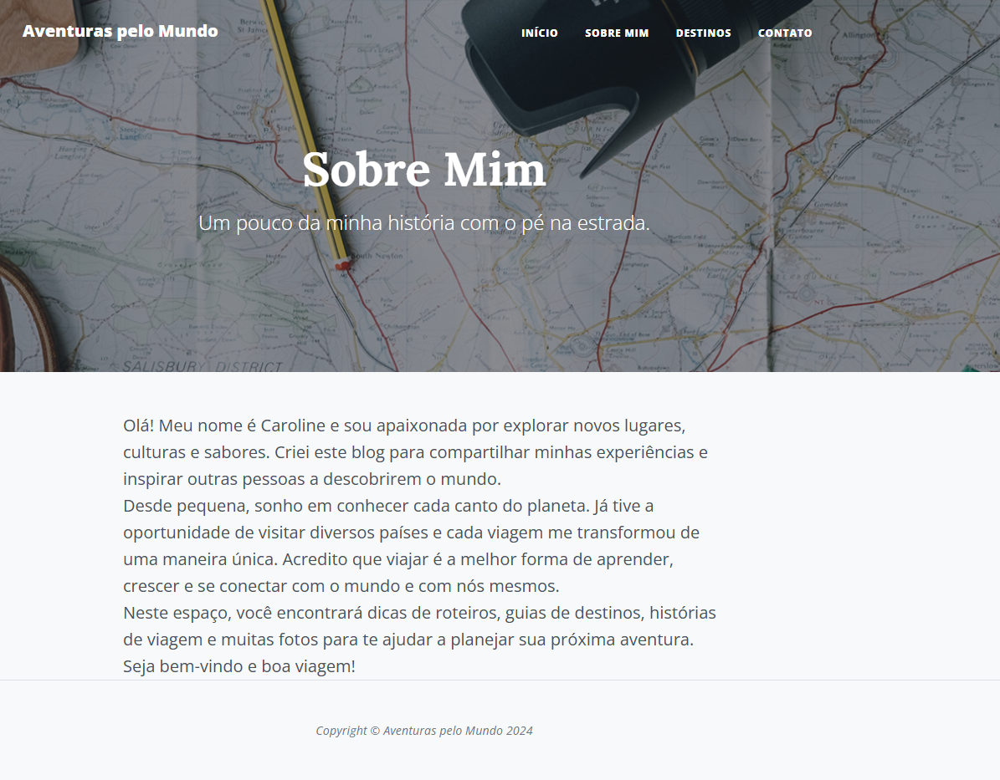 Aventuras pelo Mundo
INÍCIO SOBRE MIM DESTINOS CONTATO
Sobre Mim
Um pouco da minha história com o pé na estrada.
SALISBURY DISTRICT
South Newton
Olá! Meu nome é Caroline e sou apaixonada por explorar novos lugares,
culturas e sabores. Criei este blog para compartilhar minhas experiências e
inspirar outras pessoas a descobrirem o mundo.
Desde pequena, sonho em conhecer cada canto do planeta. Já tive a
oportunidade de visitar diversos países e cada viagem me transformou de
uma maneira única. Acredito que viajar é a melhor forma de aprender,
crescer e se conectar com o mundo e com nós mesmos.
Neste espaço, você encontrará dicas de roteiros, guias de destinos, histórias
de viagem e muitas fotos para te ajudar a planejar sua próxima aventura.
Seja bem-vindo e boa viagem!
Copyright © Aventuras pelo Mundo 2024